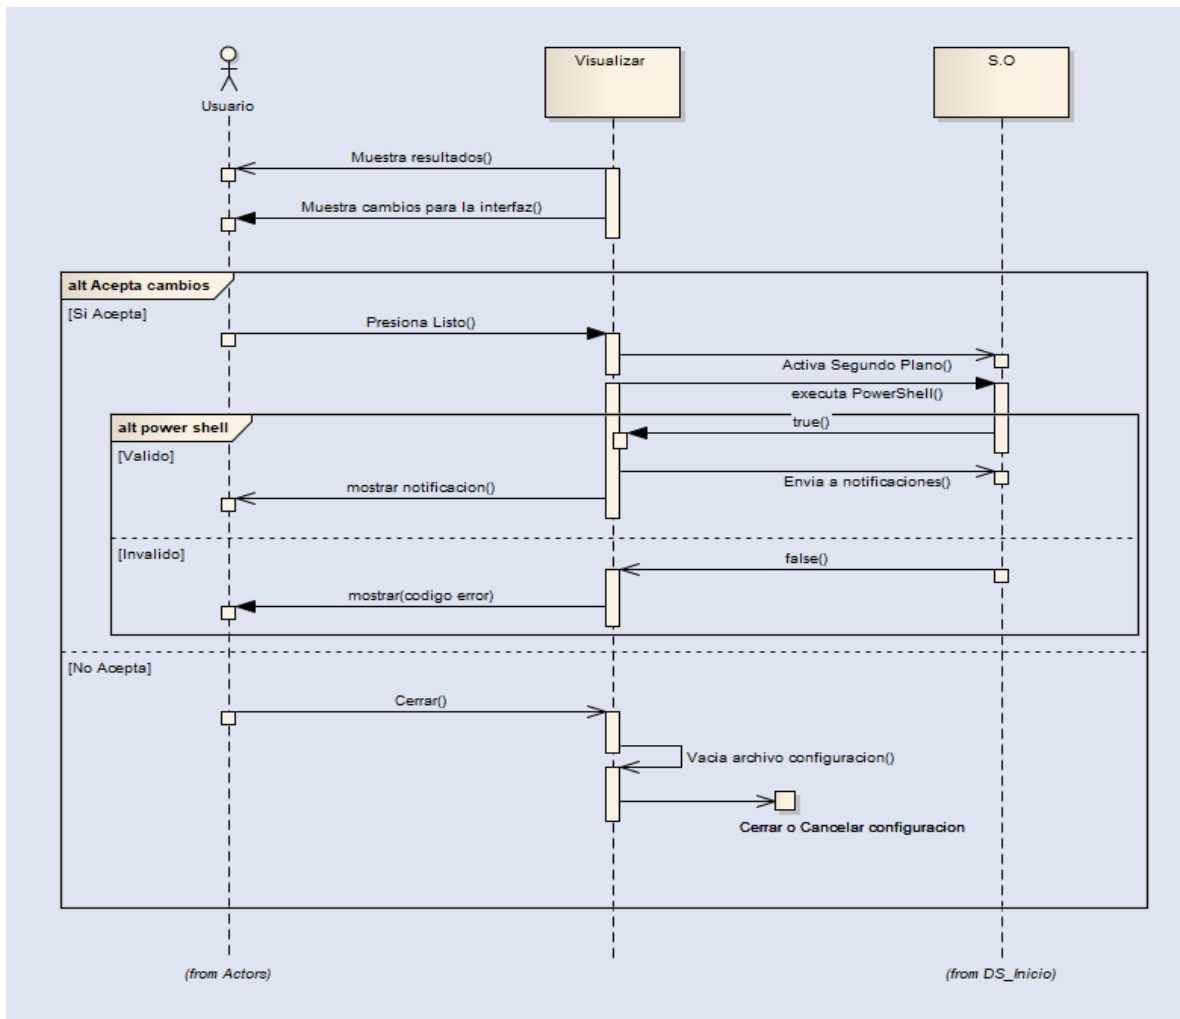 Usuario
Visualizar
S.O
Muestra resultados()
Muestra cambios para la interfaz()
alt Acepta cambios
[Si Acepta]
Presiona Listo()
Activa Segundo Plano()
executa PowerShell()
alt power shell
true()
[Valido]
Envia a notificaciones()
mostrar notificacion()
[Invalido]
false()
mostrar(codigo error)
[No Acepta]
Cerrar()
Vacia archivo configuracion()
Cerrar o Cancelar configuracion
(from Actors)
(from DS_Inicio)